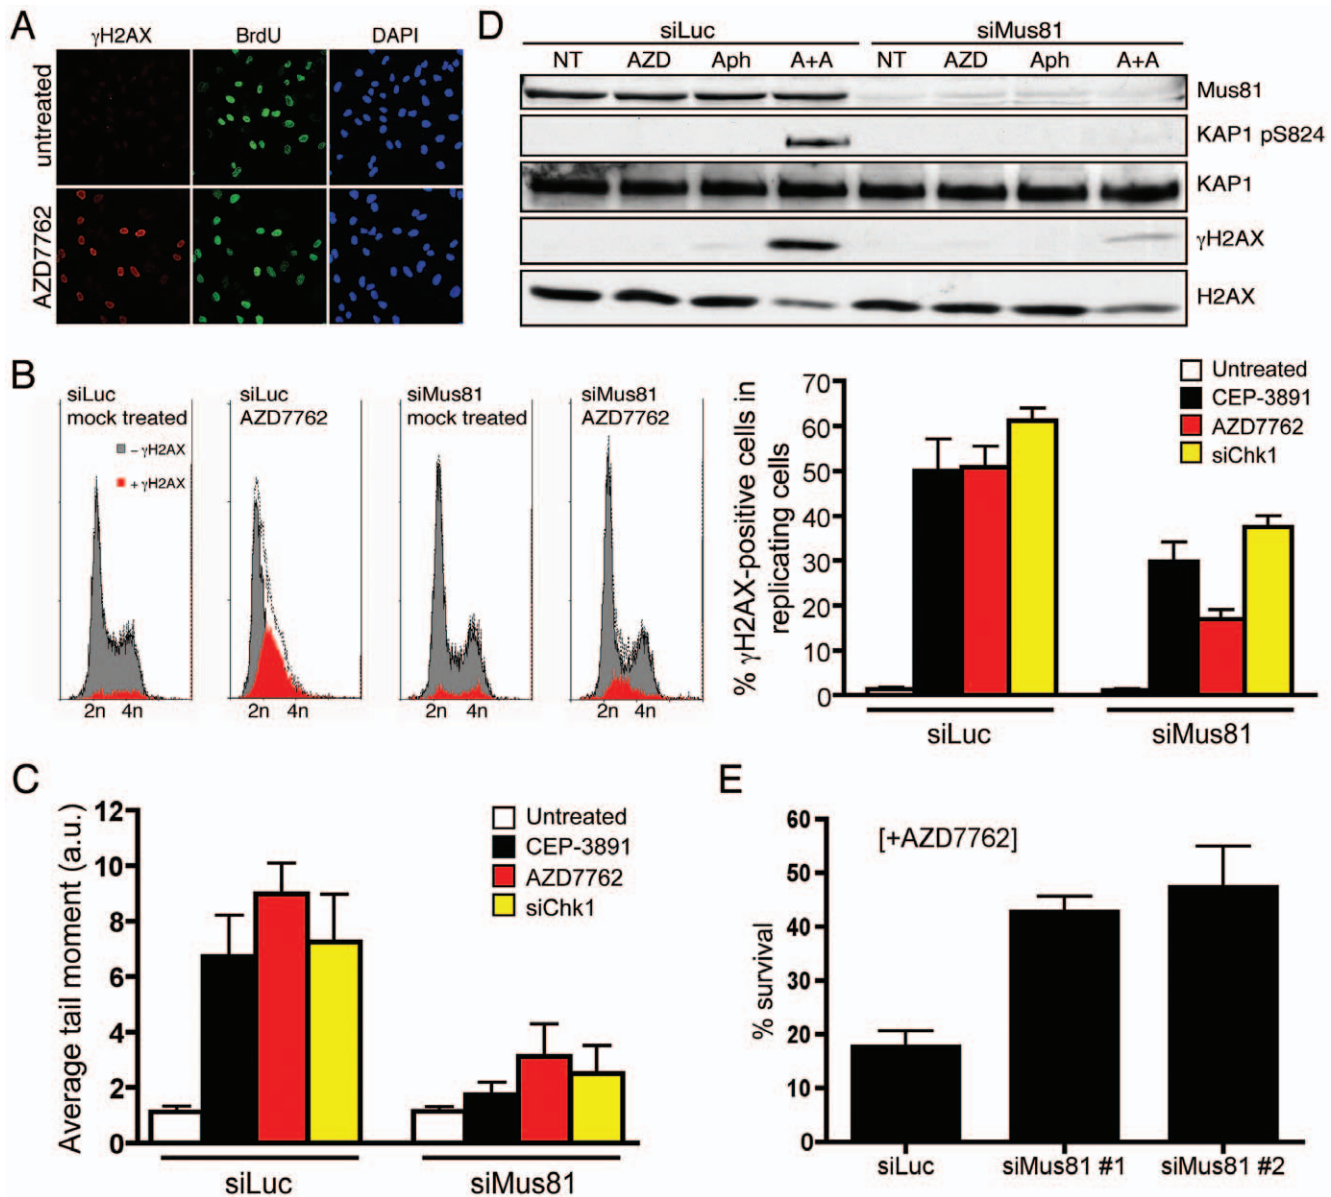 A
γH2AX BrdU DAPI
untreated
AZD7762
D
siLuc siMus81
NT AZD Aph A+A NT AZD Aph A+A
Mus81
KAP1 pS824
KAP1
γH2AX
H2AX
B
siLuc
mock treated
siLuc
AZD7762
siMus81
mock treated
siMus81
AZD7762
- γH2AX
+ γH2AX
2n 4n
2n 4n
2n 4n
2n 4n
% γH2AX-positive cells in
replicating cells
70
60
50
40
30
20
10
0
Untreated
CEP-3891
AZD7762
siChk1
siLuc siMus81
C
Average tail moment (a.u.)
12
10
8
6
4
2
0
Untreated
CEP-3891
AZD7762
siChk1
siLuc siMus81
E
% survival
60
50
40
30
20
10
0
[+AZD7762]
siLuc siMus81 #1 siMus81 #2